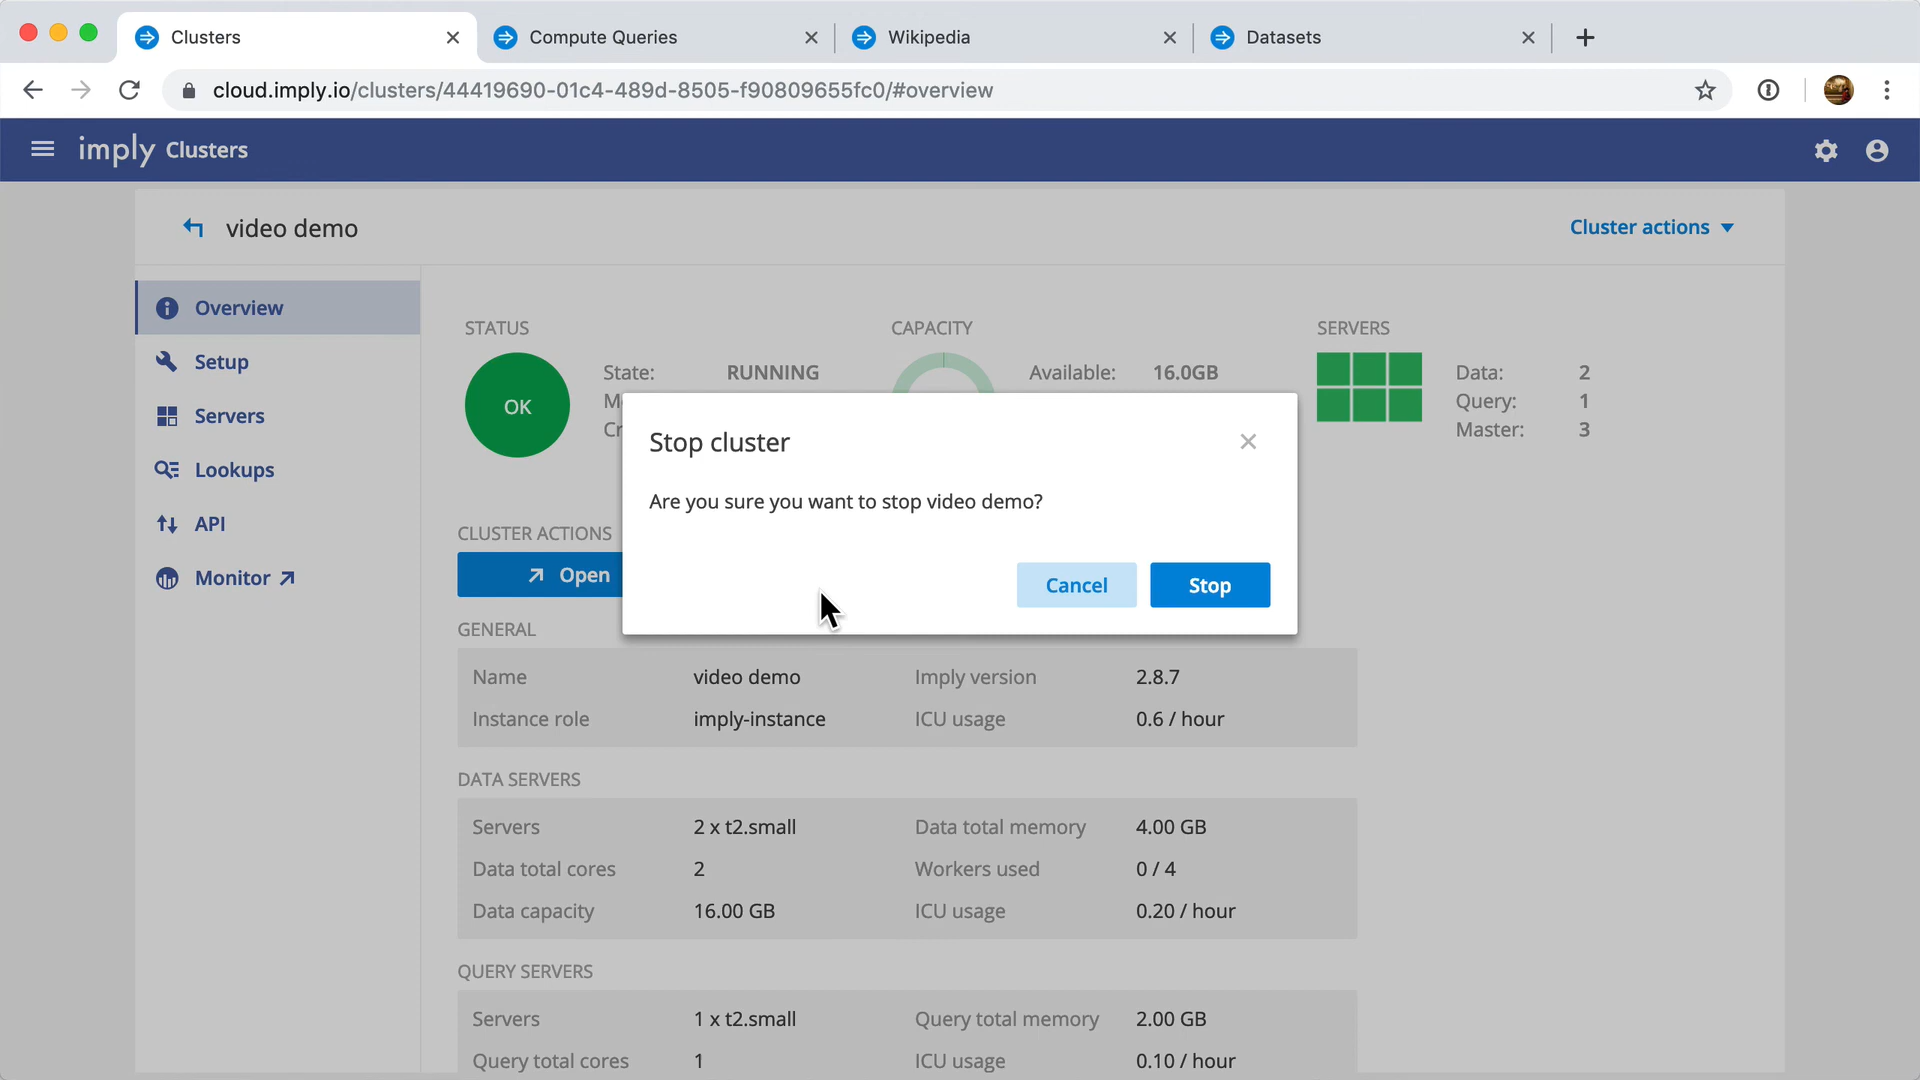 Clusters
Compute Queries
Wikipedia
Datasets
cloud.imply.io/clusters/44419690-01c4-489d-8505-f90809655fc0/#overview
imply Clusters
video demo
Cluster actions
Overview
Setup
Servers
Lookups
API
Monitor
STATUS
CAPACITY
SERVERS
OK
State: RUNNING
Available: 16.0GB
Data: 2
Query: 1
Master: 3
Stop cluster
Are you sure you want to stop video demo?
Cancel
Stop
CLUSTER ACTIONS
Open
GENERAL
Name video demo Imply version 2.8.7
Instance role imply-instance ICU usage 0.6 / hour
DATA SERVERS
Servers 2 x t2.small Data total memory 4.00 GB
Data total cores 2 Workers used 0 / 4
Data capacity 16.00 GB ICU usage 0.20 / hour
QUERY SERVERS
Servers 1 x t2.small Query total memory 2.00 GB
Query total cores 1 ICU usage 0.10 / hour